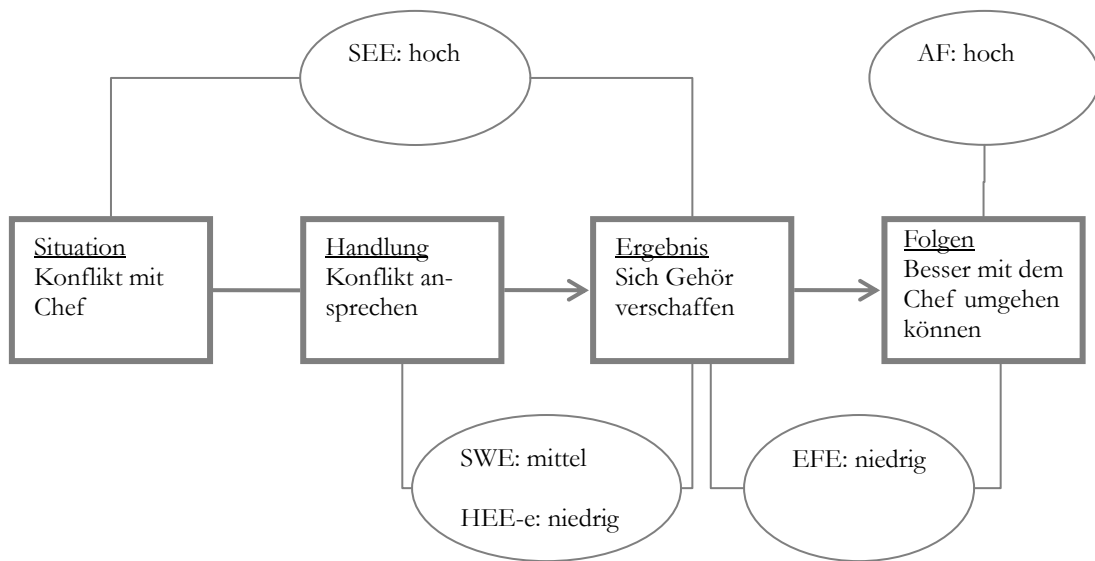 SEE: hoch
AF: hoch
Situation
Konflikt mit
Chef
Handlung
Konflikt an-
sprechen
Ergebnis
Sich Gehör
verschaffen
Folgen
Besser mit dem
Chef umgehen
können
SWE: mittel
HEE-e: niedrig
EFE: niedrig